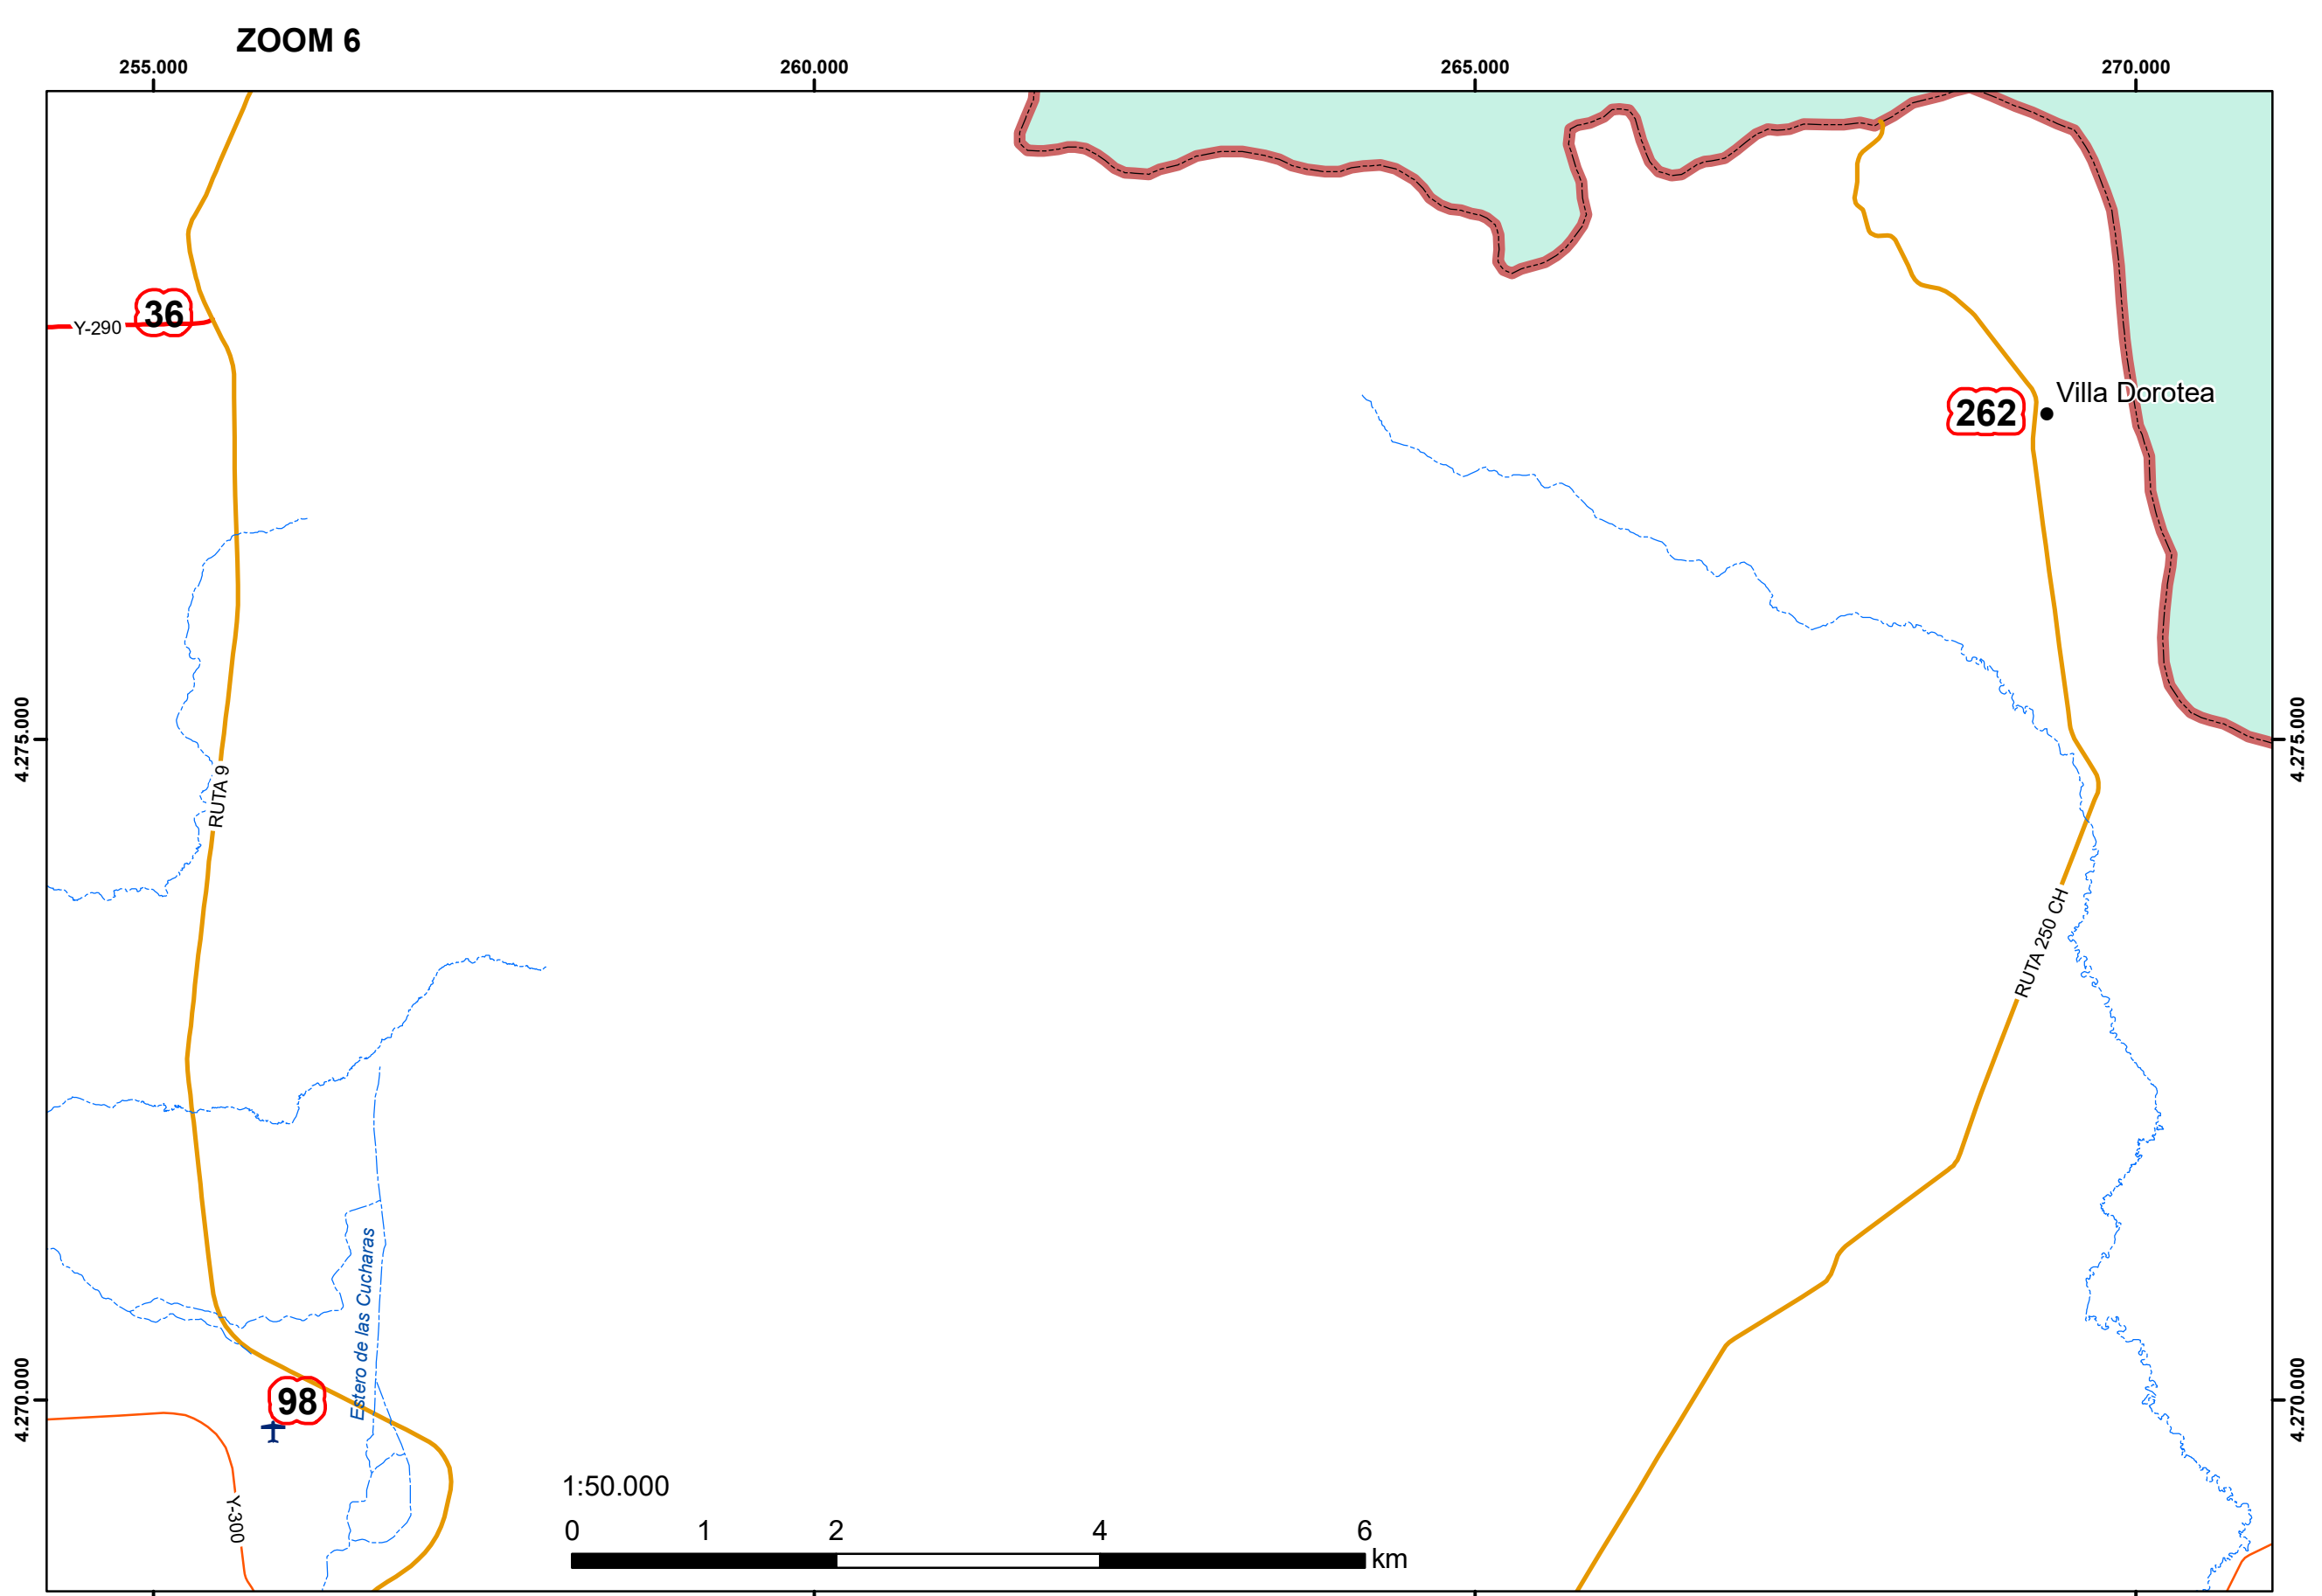 ZOOM 6
255.000
260.000
265.000
270.000
36
Y-290
262
Villa Dorotea
4.275.000
4.275.000
RUTA 9
RUTA 250 CH
Estero de las Cucharas
4.270.000
4.270.000
98
Y-300
1:50.000
0 1 2 4 6
km